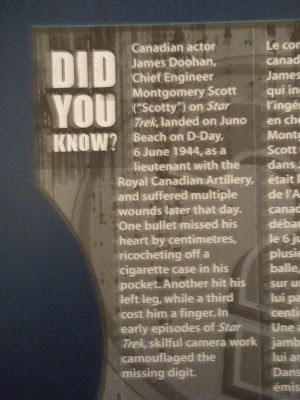 DID
YOU
KNOW?
Canadian actor
James Doohan,
Chief Engineer
Montgomery Scott
("Scotty") on Star
Trek, landed on Juno
Beach on D-Day,
6 June 1944, as a
lieutenant with the
Royal Canadian Artillery,
and suffered multiple
wounds later that day.
One bullet missed his
heart by centimetres,
ricocheting off a
cigarette case in his
pocket. Another hit his
left leg, while a third
cost him a finger. In
early episodes of Star
Trek, skilful camera work
camouflaged the
missing digit.
Le co
canad
James
qui in
l'ingé
en che
Montg
Scott
dans
était l
de l'A
canad
débar
le 6 ju
plusie
balle,
sur u
lui pa
centi
Une a
jamb
lui ar
Dans
émis